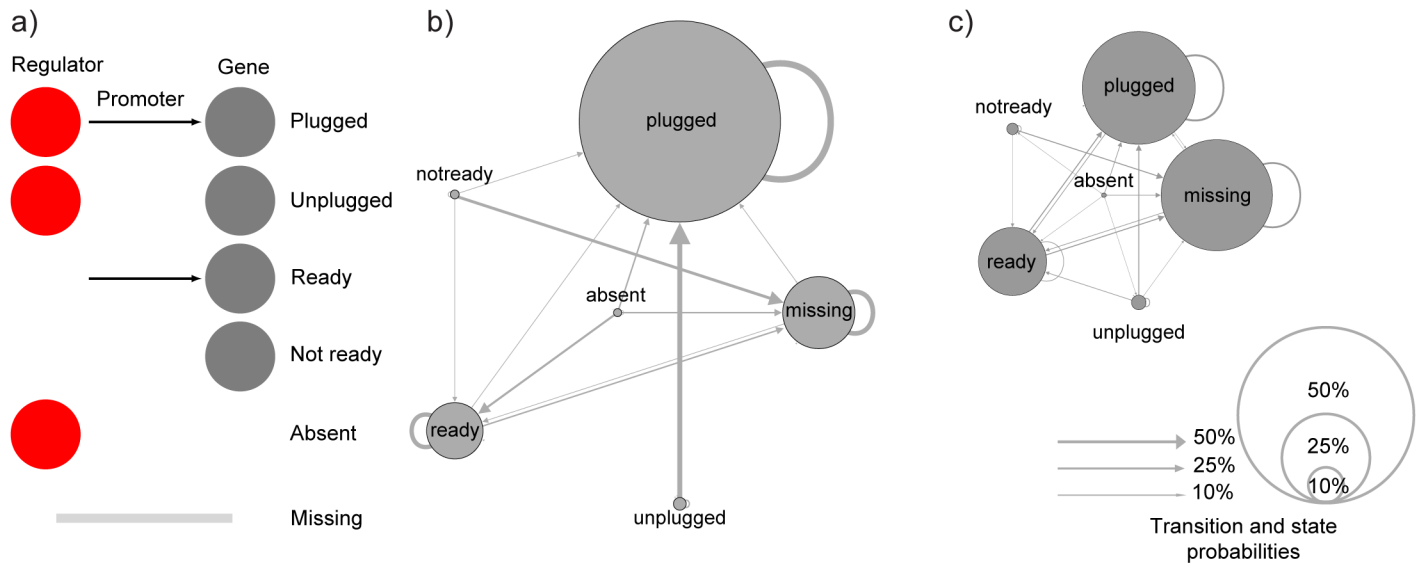 a)
Regulator
Gene
Promoter
Plugged
Unplugged
Ready
Not ready
Absent
Missing
b)
plugged
notready
absent
missing
ready
unplugged
c)
plugged
notready
absent
missing
ready
unplugged
50%
25%
10%
50%
25%
10%
Transition and state
probabilities